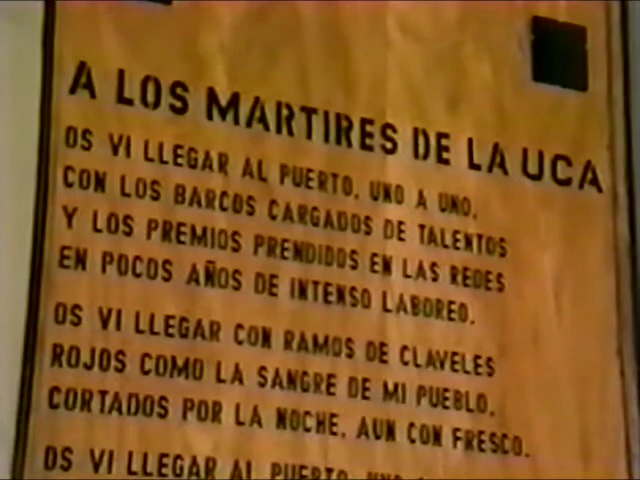 A LOS MARTIRES DE LA UCA
OS VI LLEGAR AL PUERTO, UNO A UNO,
CON LOS BARCOS CARGADOS DE TALENTOS
Y LOS PREMIOS PRENDIDOS EN LAS REDES
EN POCOS AÑOS DE INTENSO LABOREO.
OS VI LLEGAR CON RAMOS DE CLAVELES
ROJOS COMO LA SANGRE DE MI PUEBLO,
CORTADOS POR LA NOCHE, AUN CON FRESCO.
OS VI LLEGAR AL PUERTO, UNO